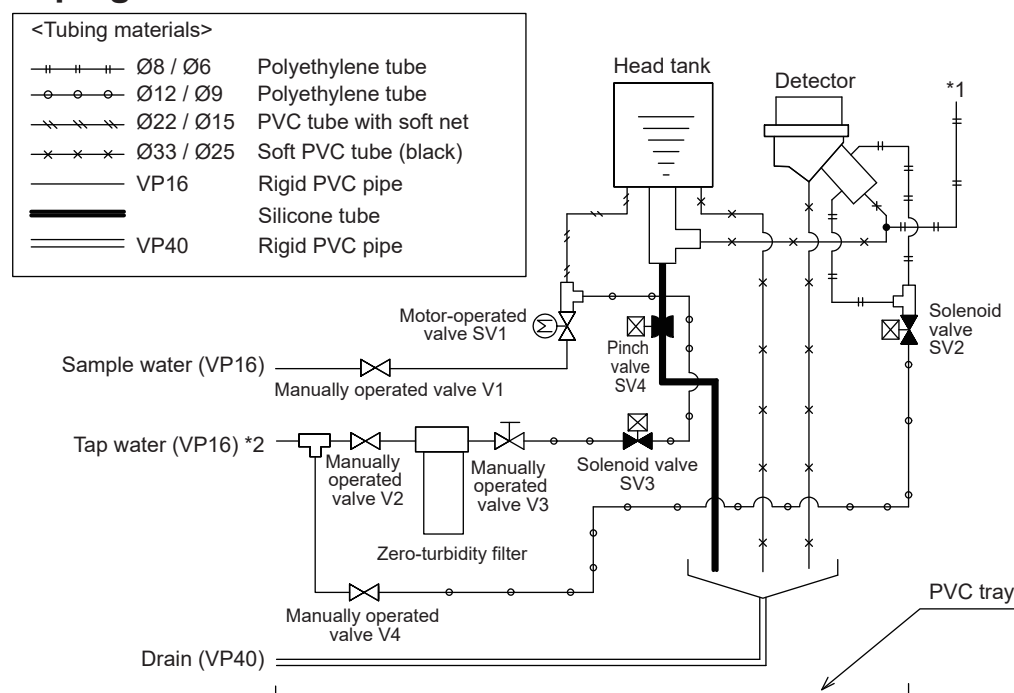 <Tubing materials>
Ø8 / Ø6 Polyethylene tube
Ø12 / Ø9 Polyethylene tube
Ø22 / Ø15 PVC tube with soft net
Ø33 / Ø25 Soft PVC tube (black)
VP16 Rigid PVC pipe
Silicone tube
VP40 Rigid PVC pipe
Head tank
Detector
*1
Motor-operated
valve SV1
M
Pinch
valve
SV4
Solenoid
valve
SV2
Sample water (VP16)
Manually operated valve V1
Tap water (VP16) *2
Manually
operated
valve V2
Manually
operated
valve V3
Solenoid valve
SV3
Zero-turbidity filter
Manually operated
valve V4
PVC tray
Drain (VP40)